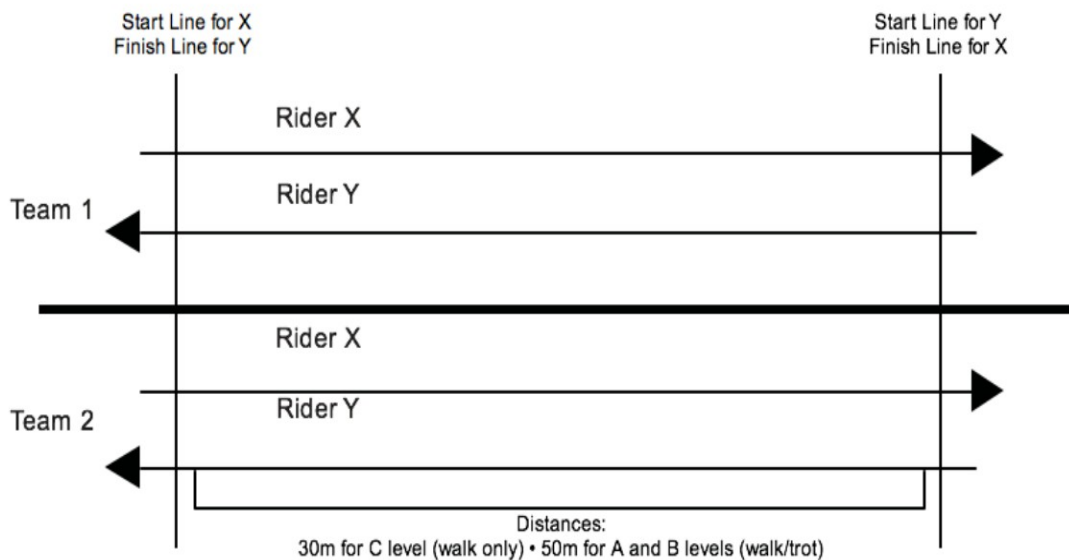 Start Line for X
Finish Line for Y
Start Line for Y
Finish Line for X
Rider X
Rider Y
Team 1
Rider X
Rider Y
Team 2
Distances:
30m for C level (walk only) • 50m for A and B levels (walk/trot)